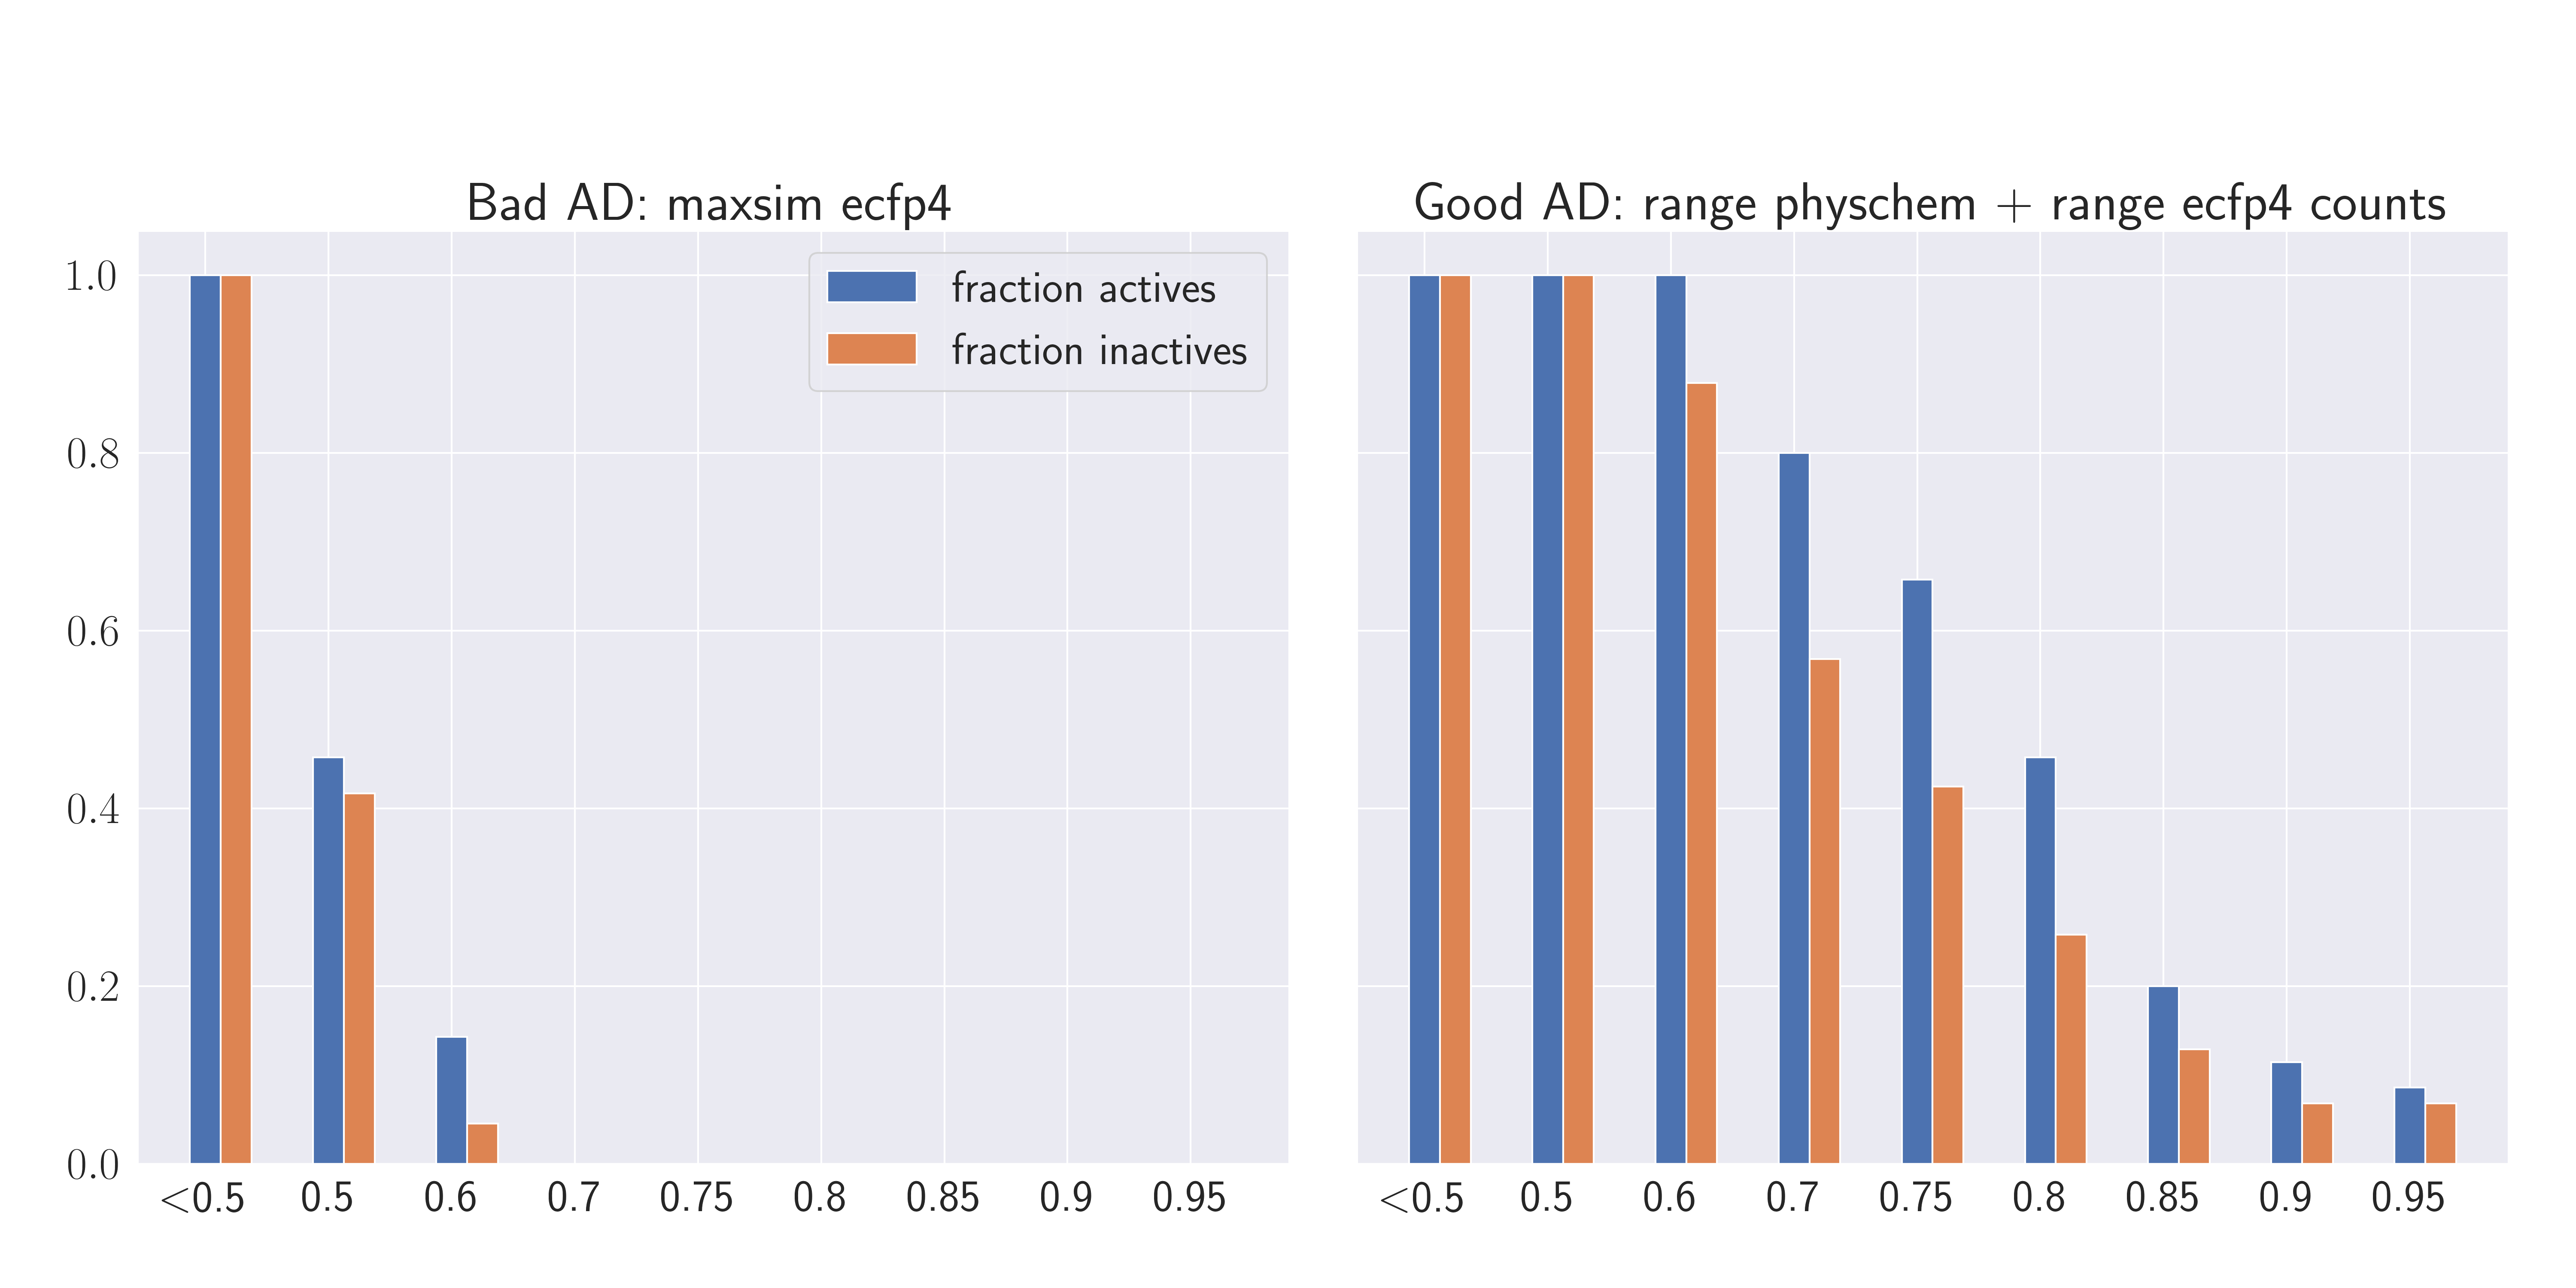 Bad AD: maxsim ecfp4
fraction actives
fraction inactives
1.0
0.8
0.6
0.4
0.2
0.0
<0.5 0.5 0.6 0.7 0.75 0.8 0.85 0.9 0.95
Good AD: range physchem + range ecfp4 counts
<0.5 0.5 0.6 0.7 0.75 0.8 0.85 0.9 0.95